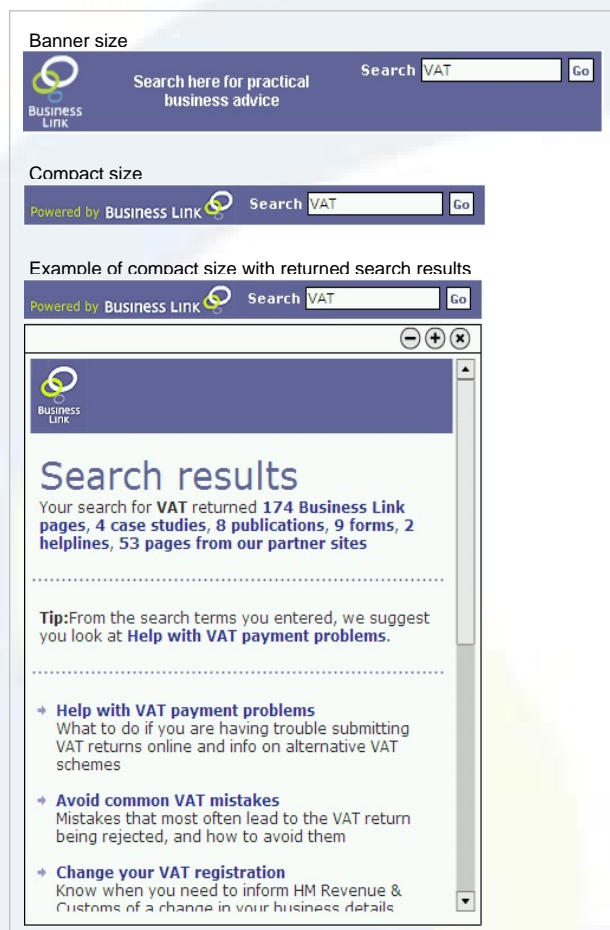 Banner size
Business
Link
Search here for practical
business advice
Search VAT Go
Compact size
Powered by Business Link Search VAT Go
Example of compact size with returned search results
Powered by Business Link Search VAT Go
Business
Link
Search results
Your search for VAT returned 174 Business Link
pages, 4 case studies, 8 publications, 9 forms, 2
helplines, 53 pages from our partner sites
Tip:From the search terms you entered, we suggest
you look at Help with VAT payment problems.
Help with VAT payment problems
What to do if you are having trouble submitting
VAT returns online and info on alternative VAT
schemes
Avoid common VAT mistakes
Mistakes that most often lead to the VAT return
being rejected, and how to avoid them
Change your VAT registration
Know when you need to inform HM Revenue &
Customs of a change in your business details